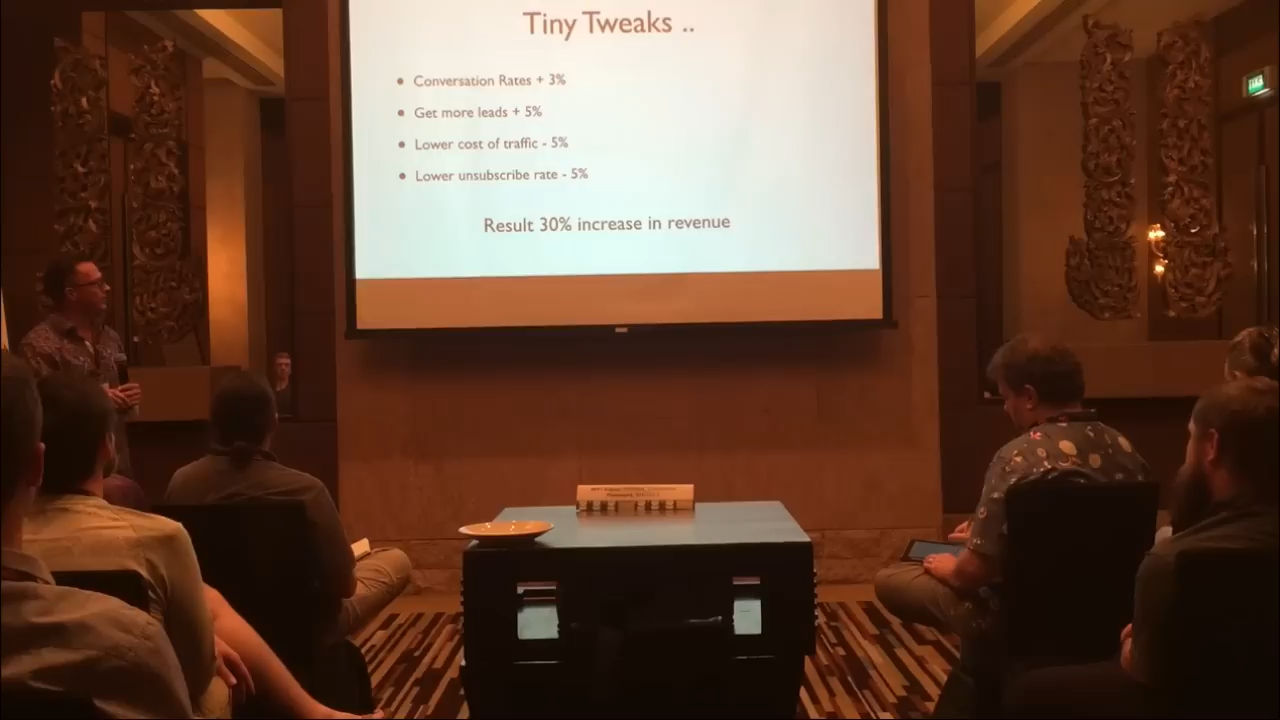 Tiny Tweaks ..
• Conversation Rates + 3%
• Get more leads + 5%
• Lower cost of traffic - 5%
• Lower unsubscribe rate - 5%
Result 30% increase in revenue